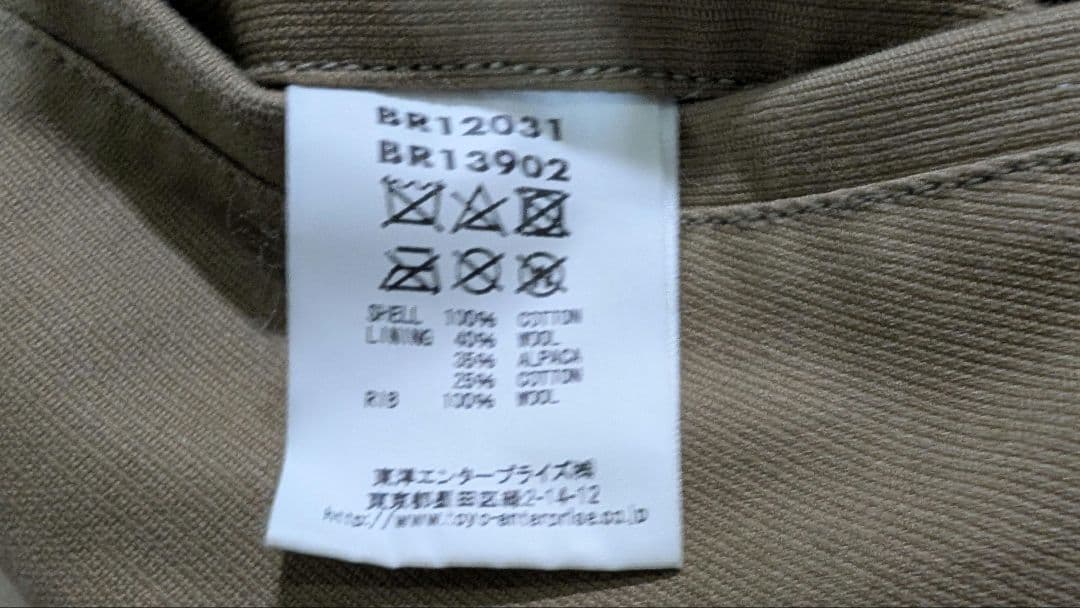 BR12031
BR13902
SHELL 100% COTTON
LINING 40% WOOL
35% ALPACA
25% COTTON
RIB 100% WOOL
東洋エンタープライズ㈱
東京都墨田区緑2-14-12
http://www.toyo-enterprise.co.jp